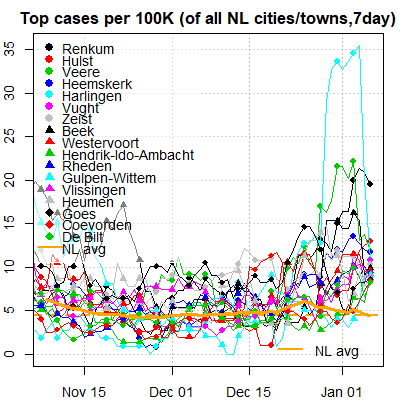 Top cases per 100K (of all NL cities/towns,7day)
35
30
25
20
15
10
5
0
Renkum
Hulst
Veere
Heemskerk
Harlingen
Vught
Zeist
Beek
Westervoort
Hendrik-Ido-Ambacht
Rheden
Gulpen-Wittem
Vlissingen
Heumen
Goes
Coevorden
De Bilt
NL avg
NL avg
Nov 15
Dec 01
Dec 15
Jan 01